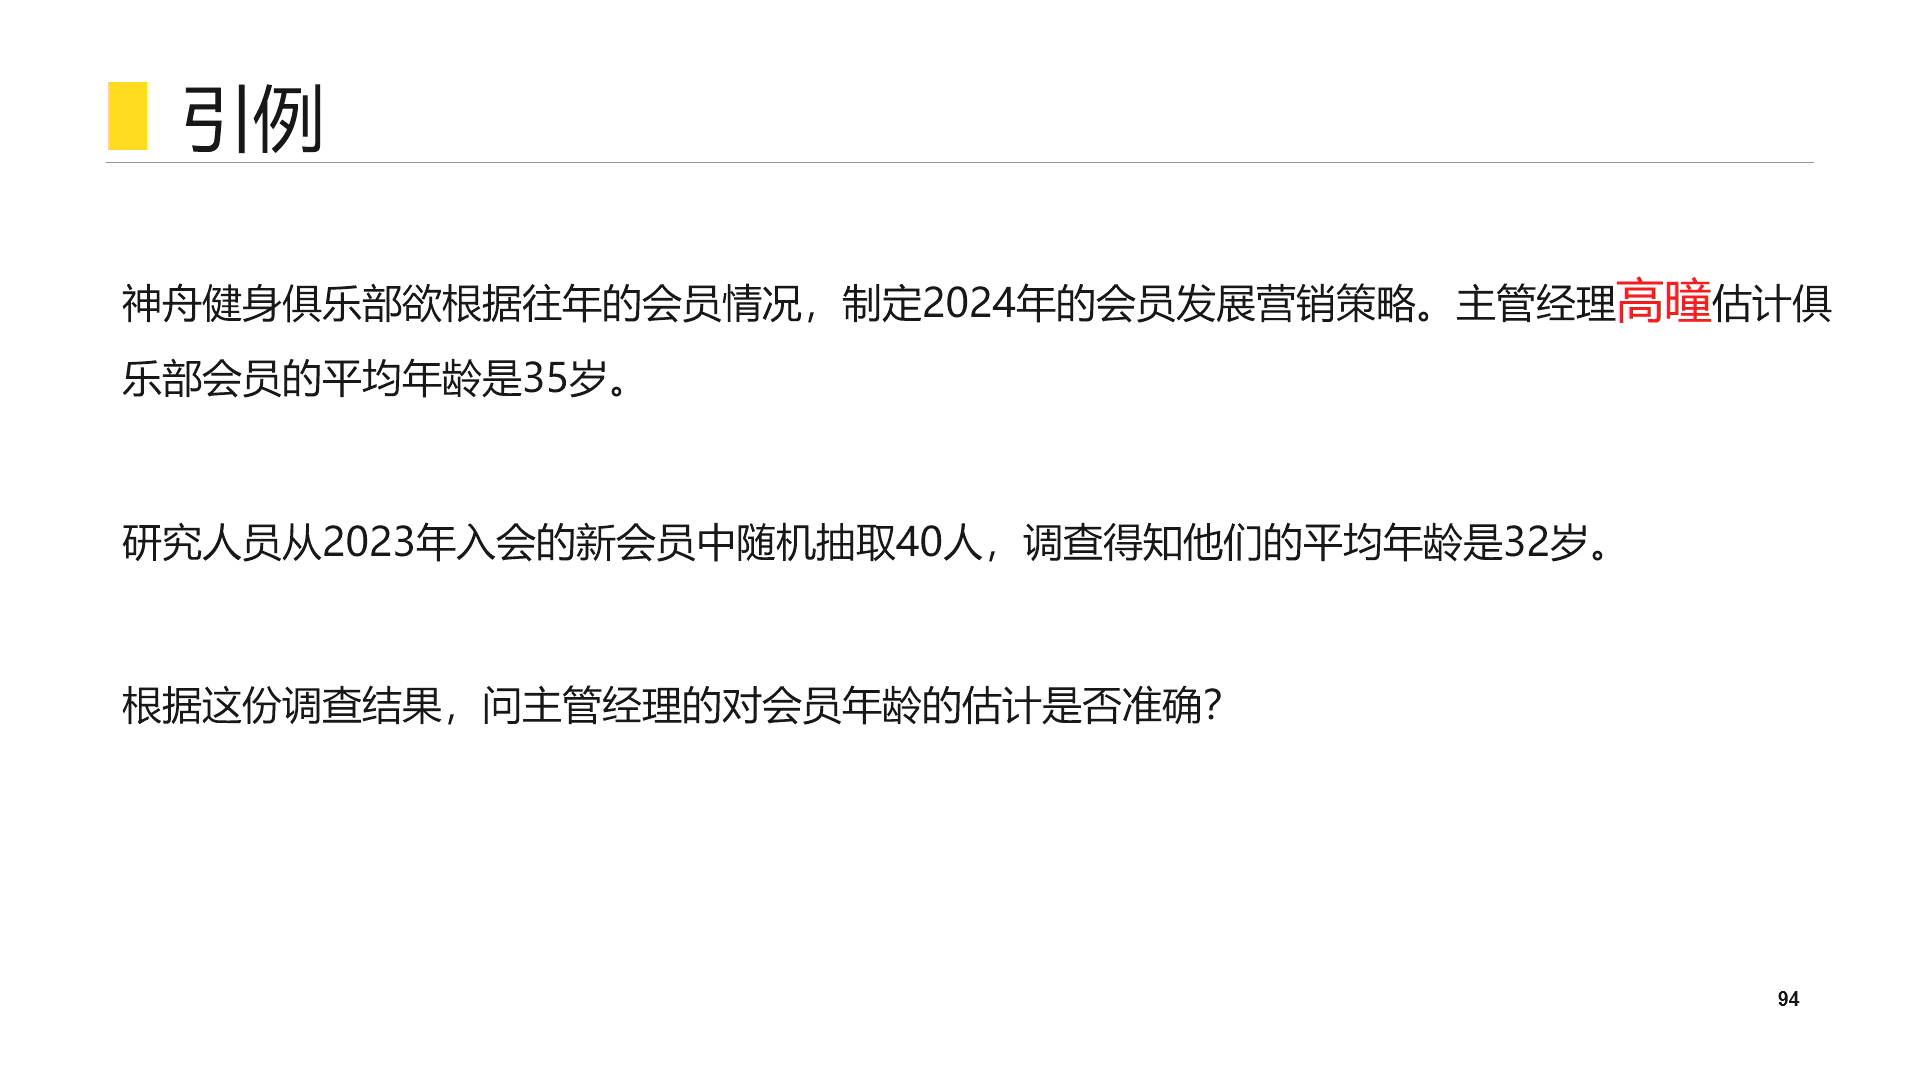 引例
神舟健身俱乐部欲根据往年的会员情况，制定2024年的会员发展营销策略。主管经理高曈估计俱
乐部会员的平均年龄是35岁。
研究人员从2023年入会的新会员中随机抽取40人，调查得知他们的平均年龄是32岁。
根据这份调查结果，问主管经理的对会员年龄的估计是否准确？
94